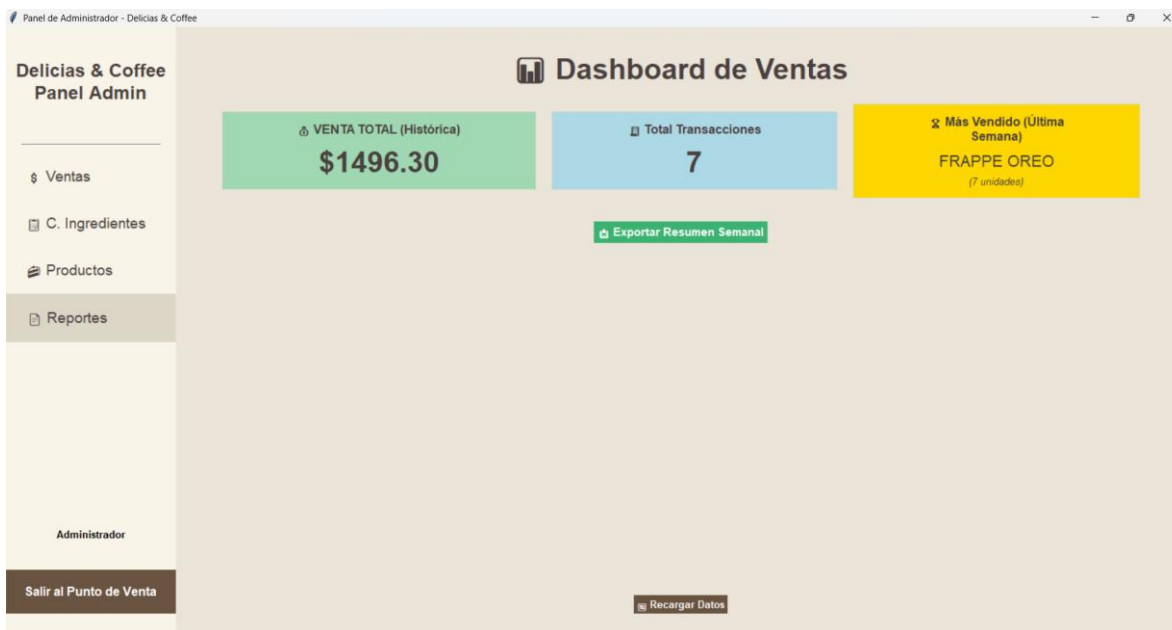 Panel de Administrador - Delicias & Coffee
Delicias & Coffee
Panel Admin
$ Ventas
C. Ingredientes
Productos
Reportes
Administrador
Salir al Punto de Venta
Dashboard de Ventas
VENTA TOTAL (Histórica)
$1496.30
Total Transacciones
7
Más Vendido (Última
Semana)
FRAPPE OREO
(7 unidades)
Exportar Resumen Semanal
Recargar Datos